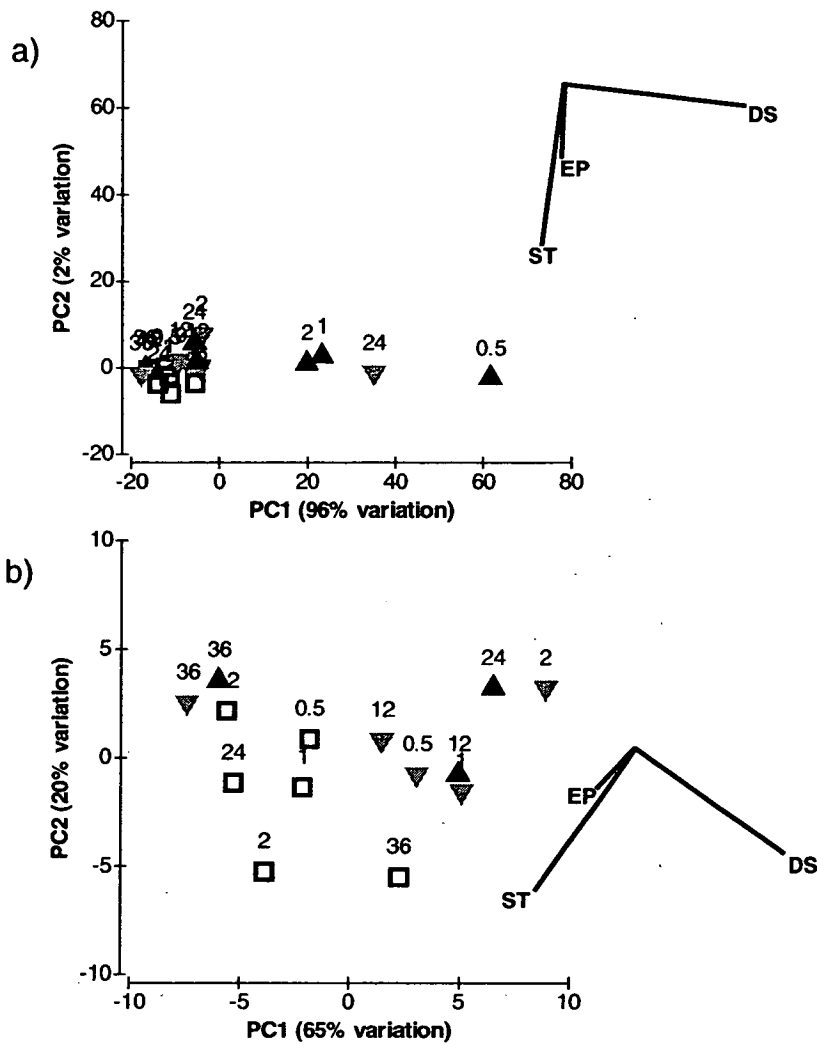 a)
80
60
40
20
0
-20
PC2 (2% variation)
DS
EP
ST
2
24
2
1
24
0.5
-20 0 20 40 60 80
PC1 (96% variation)
b)
10
5
0
-5
-10
PC2 (20% variation)
36
36
2
24
2
0.5
12
24
1
0.5
12
1
2
36
EP
ST
DS
-10 -5 0 5 10
PC1 (65% variation)